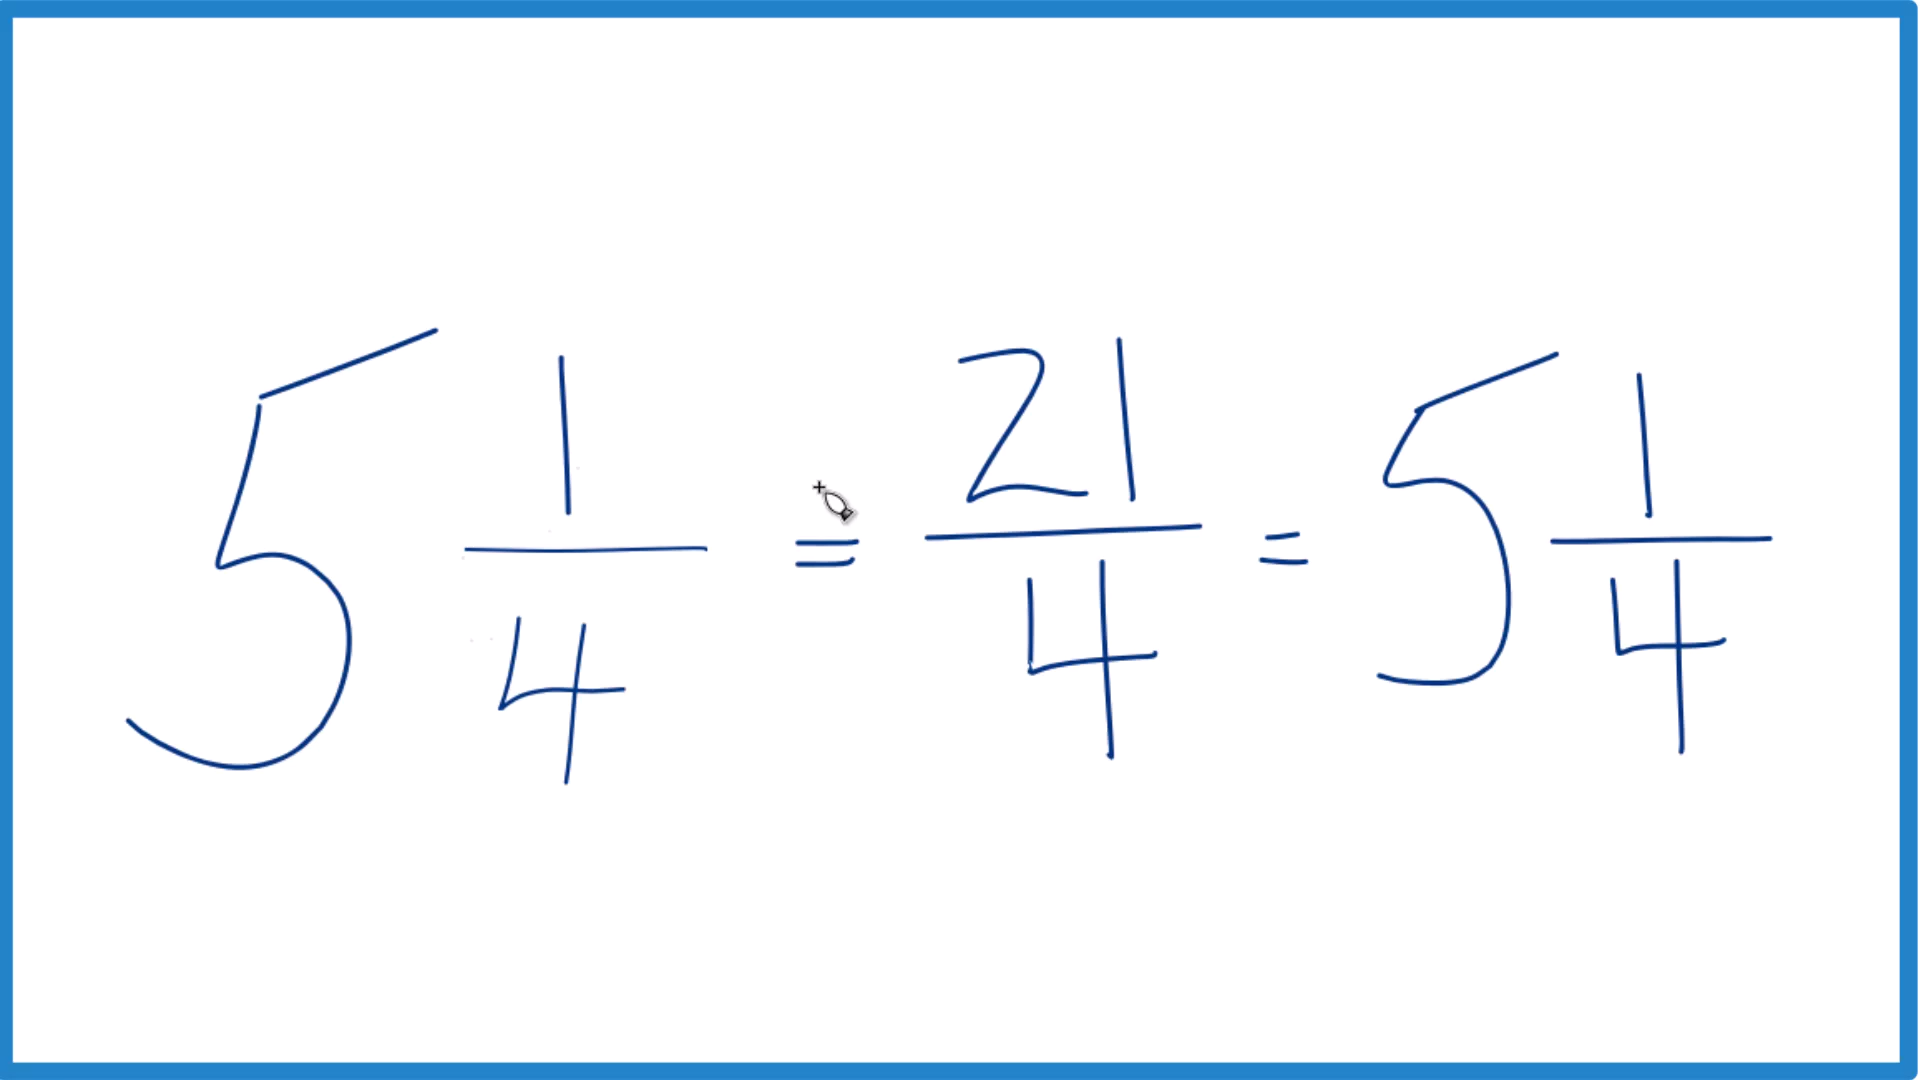 5 1/4 = 21/4 = 5 1/4